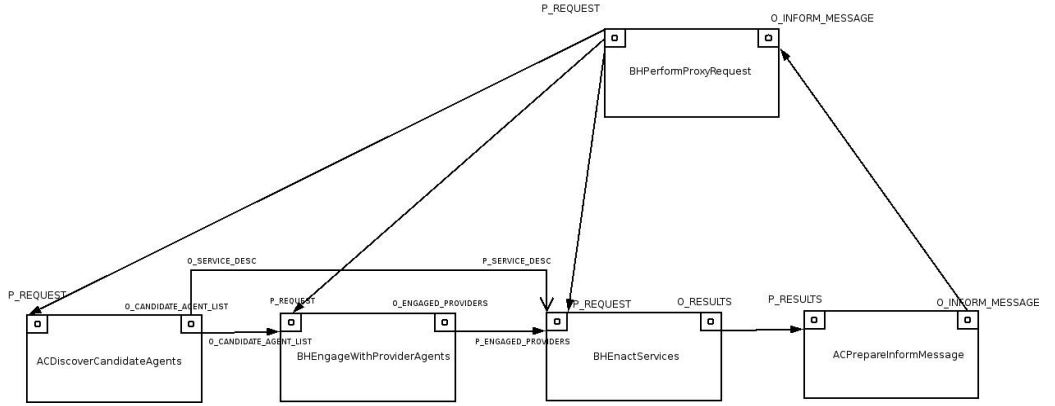 P_REQUEST
O_INFORM_MESSAGE
BHPerformProxyRequest
O_SERVICE_DESC
P_SERVICE_DESC
P_REQUEST
O_CANDIDATE_AGENT_LIST
P_REQUEST
O_ENGAGED_PROVIDERS
P_REQUEST
O_RESULTS
P_RESULTS
O_INFORM_MESSAGE
O_CANDIDATE_AGENT_LIST
P_ENGAGED_PROVIDERS
ACDiscoverCandidateAgents
BHEngageWithProviderAgents
BHEnactServices
ACPrepareInformMessage